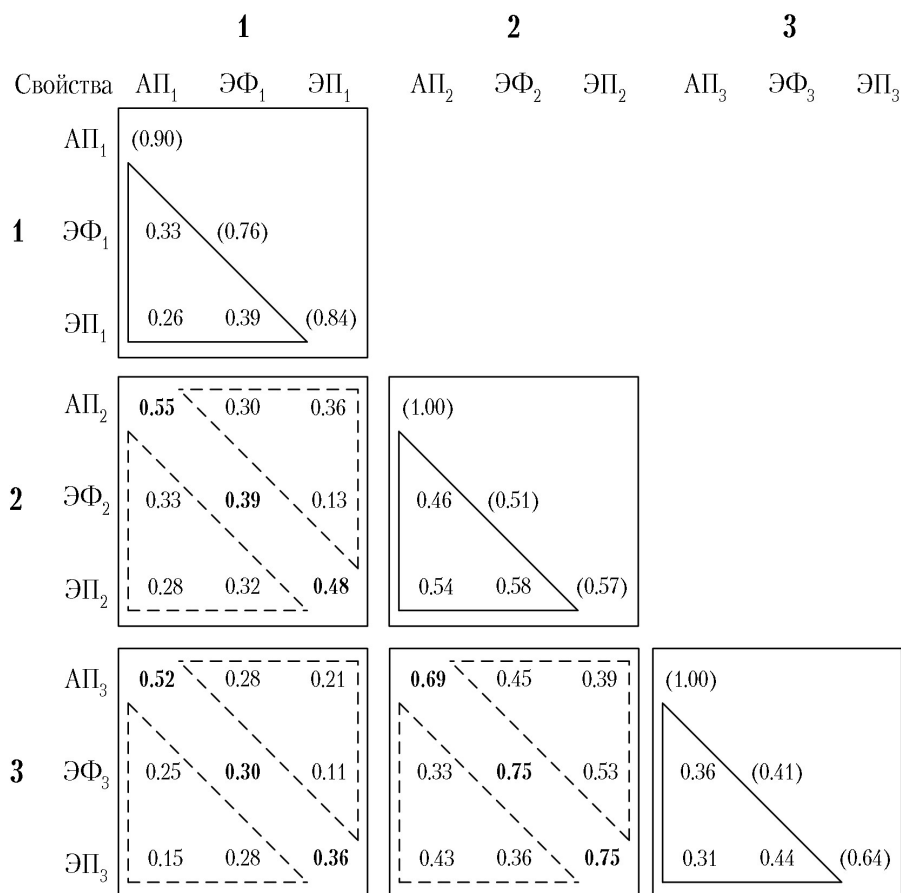 1 2 3
Свойства АП₁ ЭФ₁ ЭП₁ АП₂ ЭФ₂ ЭП₂ АП₃ ЭФ₃ ЭП₃
АП₁ (0.90)
1 ЭФ₁ 0.33 (0.76)
ЭП₁ 0.26 0.39 (0.84)
АП₂ 0.55 0.30 0.36 (1.00)
2 ЭФ₂ 0.33 0.39 0.13 0.46 (0.51)
ЭП₂ 0.28 0.32 0.48 0.54 0.58 (0.57)
АП₃ 0.52 0.28 0.21 0.69 0.45 0.39 (1.00)
3 ЭФ₃ 0.25 0.30 0.11 0.33 0.75 0.53 0.36 (0.41)
ЭП₃ 0.15 0.28 0.36 0.43 0.36 0.75 0.31 0.44 (0.64)